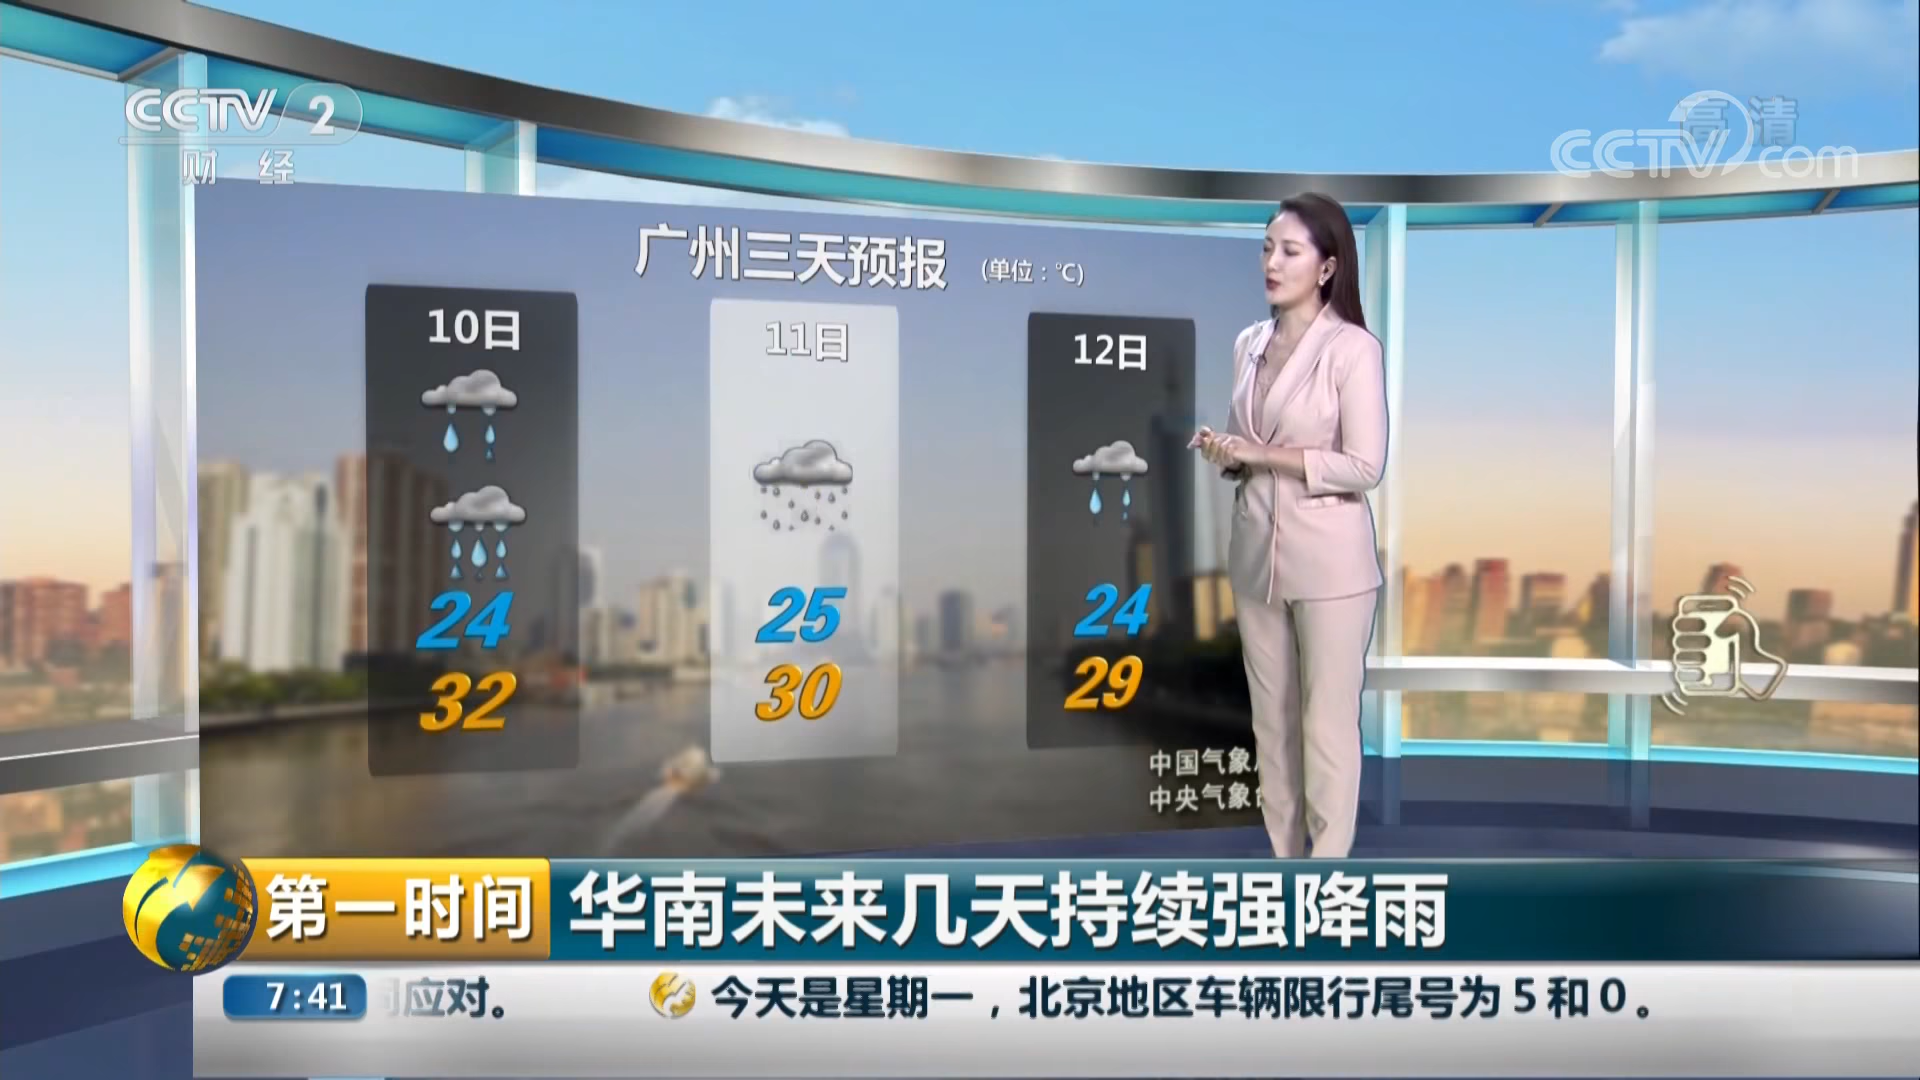 CCTV 2
财 经
高清
CCTV.com
广州三天预报 (单位：℃)
10日
11日
12日
24
32
25
30
24
29
中国气象
中央气象
第一时间
华南未来几天持续强降雨
7:41
应对。
今天是星期一，北京地区车辆限行尾号为5和0。